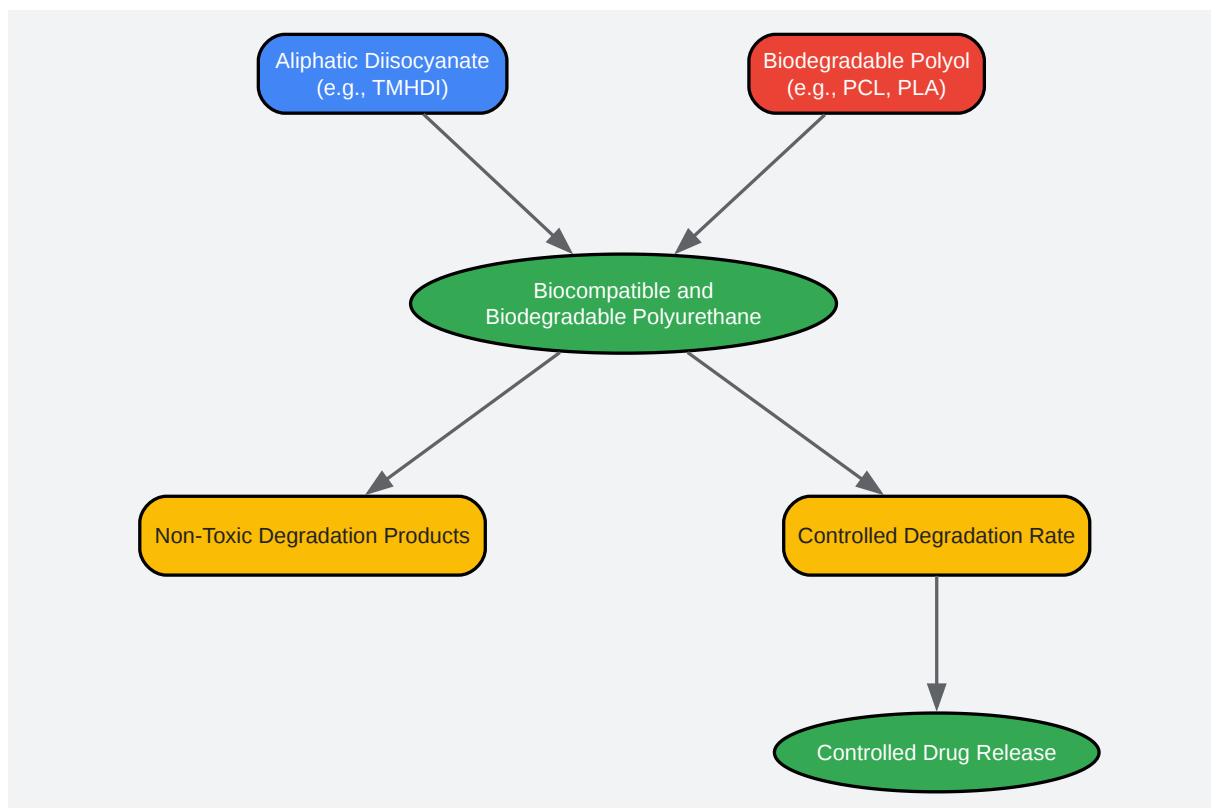 Aliphatic Diisocyanate
(e.g., TMHDI)
Biodegradable Polyol
(e.g., PCL, PLA)
Biocompatible and
Biodegradable Polyurethane
Non-Toxic Degradation Products
Controlled Degradation Rate
Controlled Drug Release